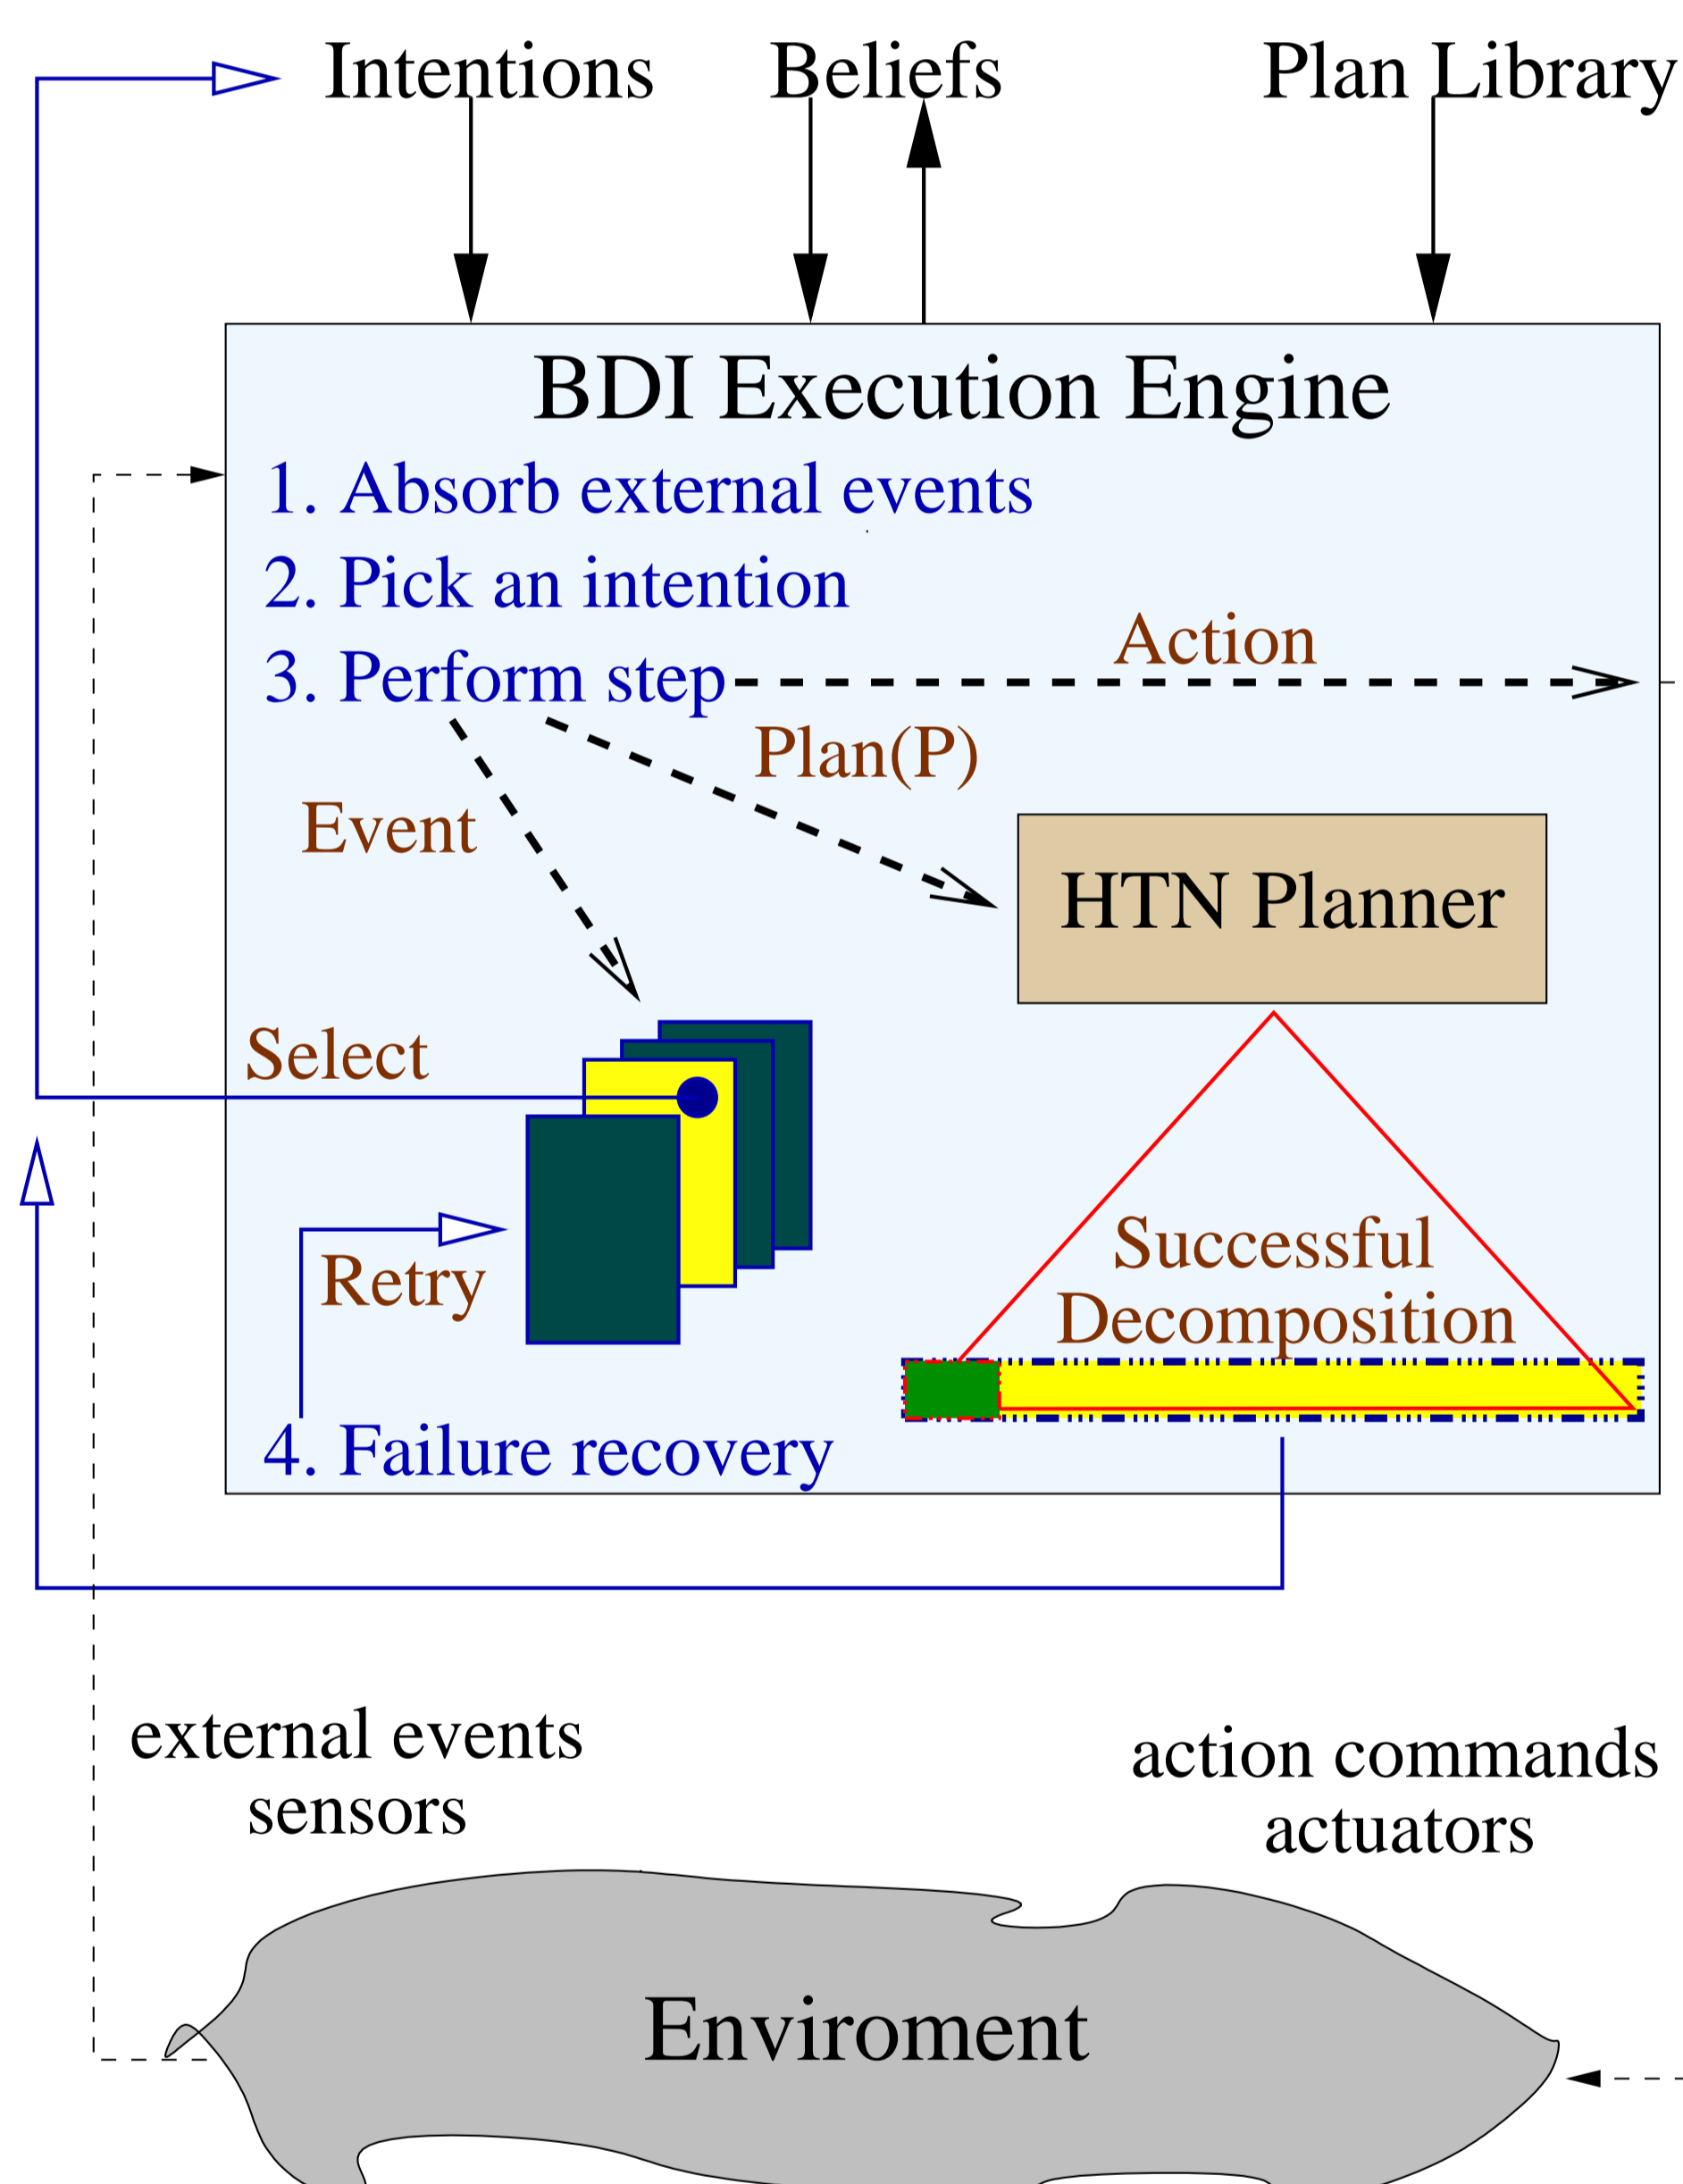 Intentions
Beliefs
Plan Library
BDI Execution Engine
1. Absorb external events
2. Pick an intention
Action
3. Perform step
Plan(P)
Event
HTN Planner
Select
Successful
Decomposition
Retry
4. Failure recovery
external events
sensors
action commands
actuators
Enviroment